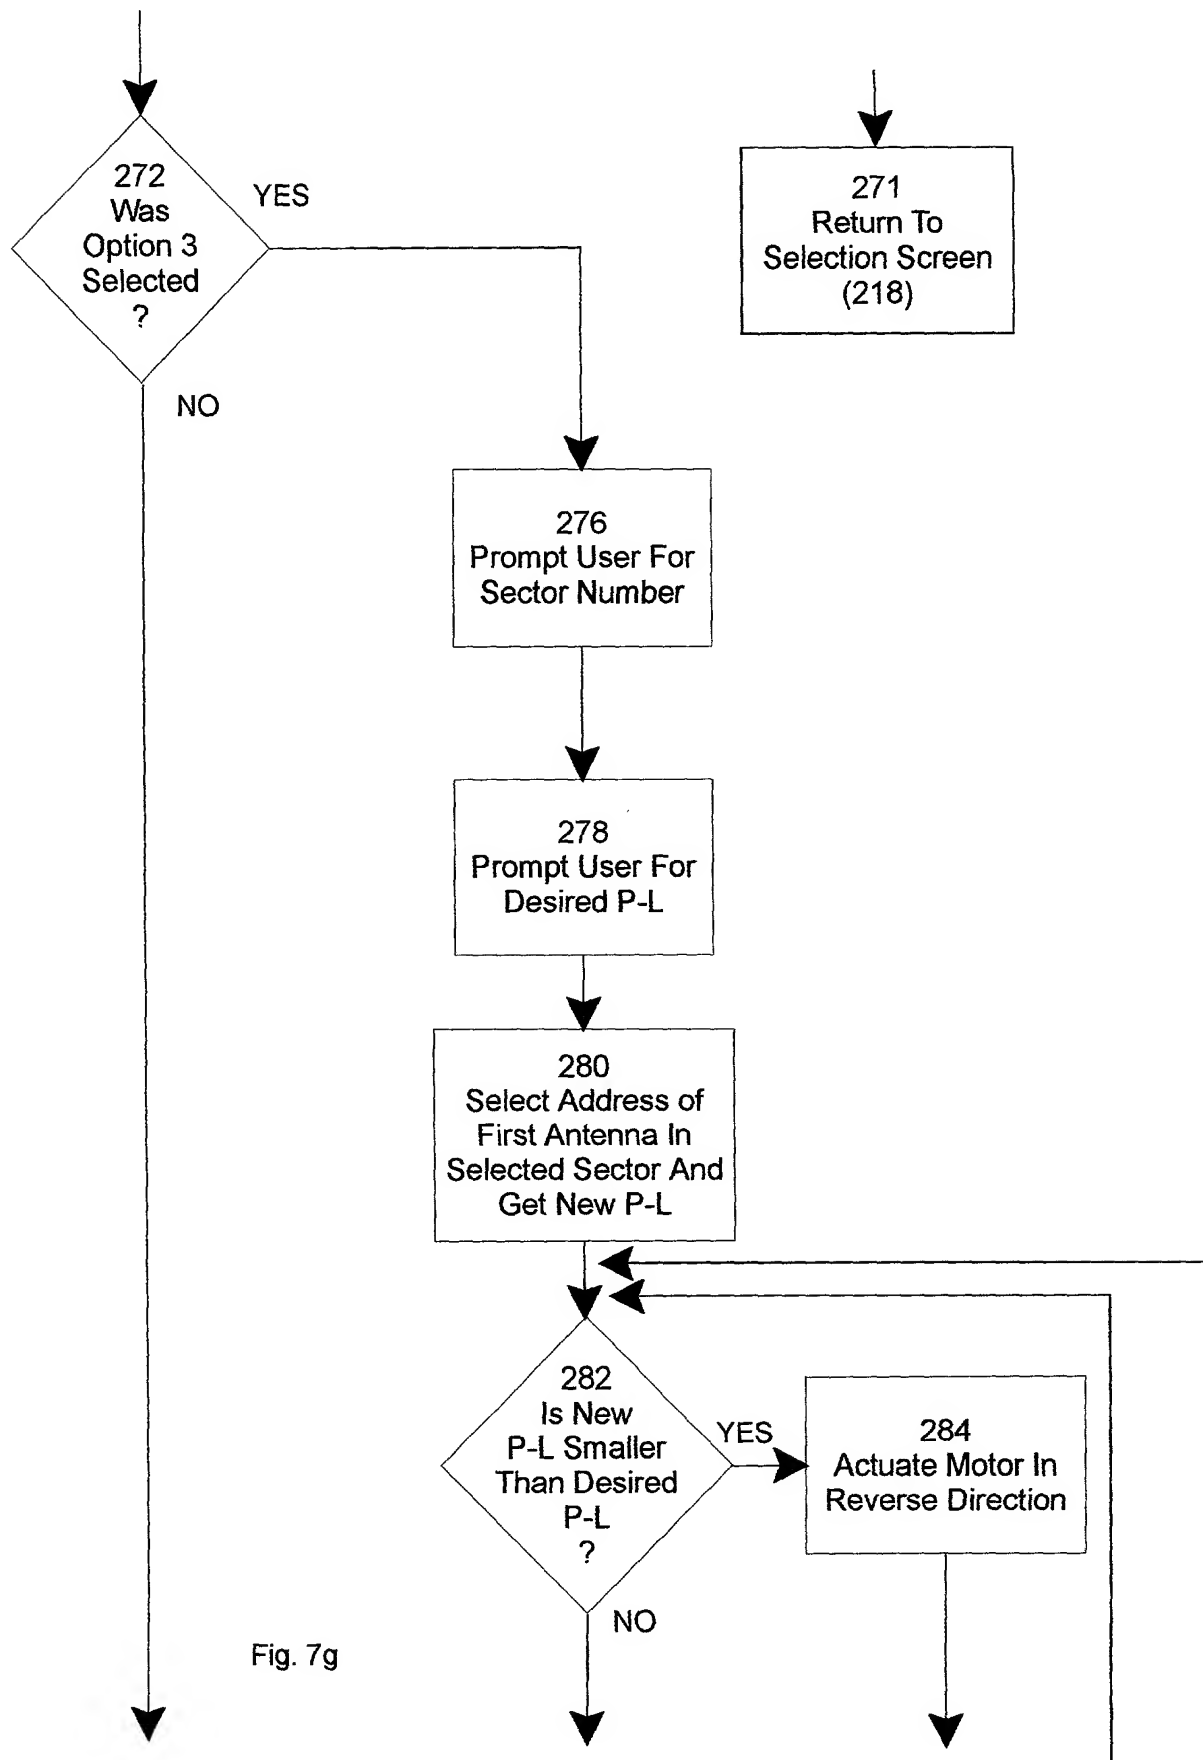 272
Was
Option 3
Selected
?
YES
NO
271
Return To
Selection Screen
(218)
276
Prompt User For
Sector Number
278
Prompt User For
Desired P-L
280
Select Address of
First Antenna In
Selected Sector And
Get New P-L
282
Is New
P-L Smaller
Than Desired
P-L
?
YES
NO
284
Actuate Motor In
Reverse Direction
Fig. 7g